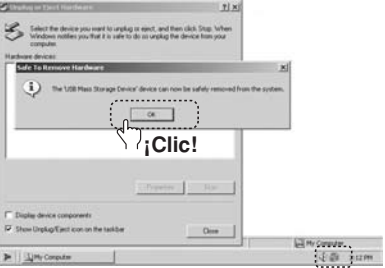 Unplug or Eject Hardware
Select the device you want to unplug or eject, and then click Stop. When
Windows notifies you that it is safe to do so unplug the device from your
computer.
Hardware devices:
Safe To Remove Hardware
The 'USB Mass Storage Device' device can now be safely removed from the system.
OK
¡Clic!
Properties
Stop
Display device components
Show Unplug/Eject icon on the taskbar
Close
My Computer
My Computer
12 PM